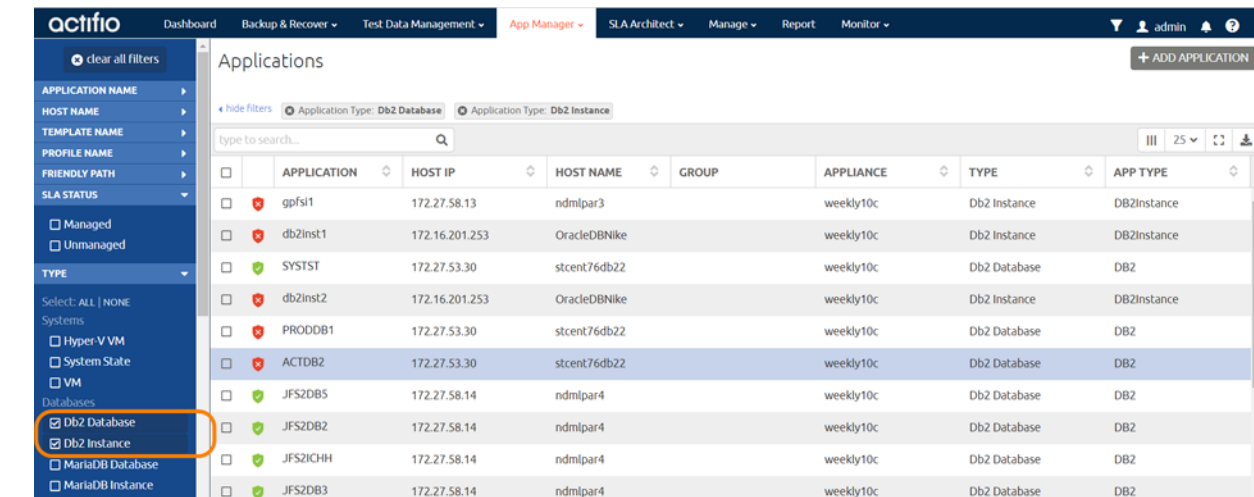 actifio Dashboard Backup & Recover Test Data Management App Manager SLA Architect Manage Report Monitor admin
clear all filters
APPLICATION NAME
HOST NAME
TEMPLATE NAME
PROFILE NAME
FRIENDLY PATH
SLA STATUS
Managed
Unmanaged
TYPE
Select: ALL | NONE
Systems
Hyper-V VM
System State
VM
Databases
Db2 Database
Db2 Instance
MariaDB Database
MariaDB Instance
Applications
+ ADD APPLICATION
hide filters Application Type: Db2 Database Application Type: Db2 Instance
type to search... 25
APPLICATION HOST IP HOST NAME GROUP APPLIANCE TYPE APP TYPE
gpfsi1 172.27.58.13 ndmlpar3 weekly10c Db2 Instance DB2Instance
db2inst1 172.16.201.253 OracleDBNike weekly10c Db2 Instance DB2Instance
SYSTST 172.27.53.30 stcent76db22 weekly10c Db2 Database DB2
db2inst2 172.16.201.253 OracleDBNike weekly10c Db2 Instance DB2Instance
PRODDB1 172.27.53.30 stcent76db22 weekly10c Db2 Database DB2
ACTDB2 172.27.53.30 stcent76db22 weekly10c Db2 Database DB2
JFS2DB5 172.27.58.14 ndmlpar4 weekly10c Db2 Database DB2
JFS2DB2 172.27.58.14 ndmlpar4 weekly10c Db2 Database DB2
JFS2ICHH 172.27.58.14 ndmlpar4 weekly10c Db2 Database DB2
JFS2DB3 172.27.58.14 ndmlpar4 weekly10c Db2 Database DB2